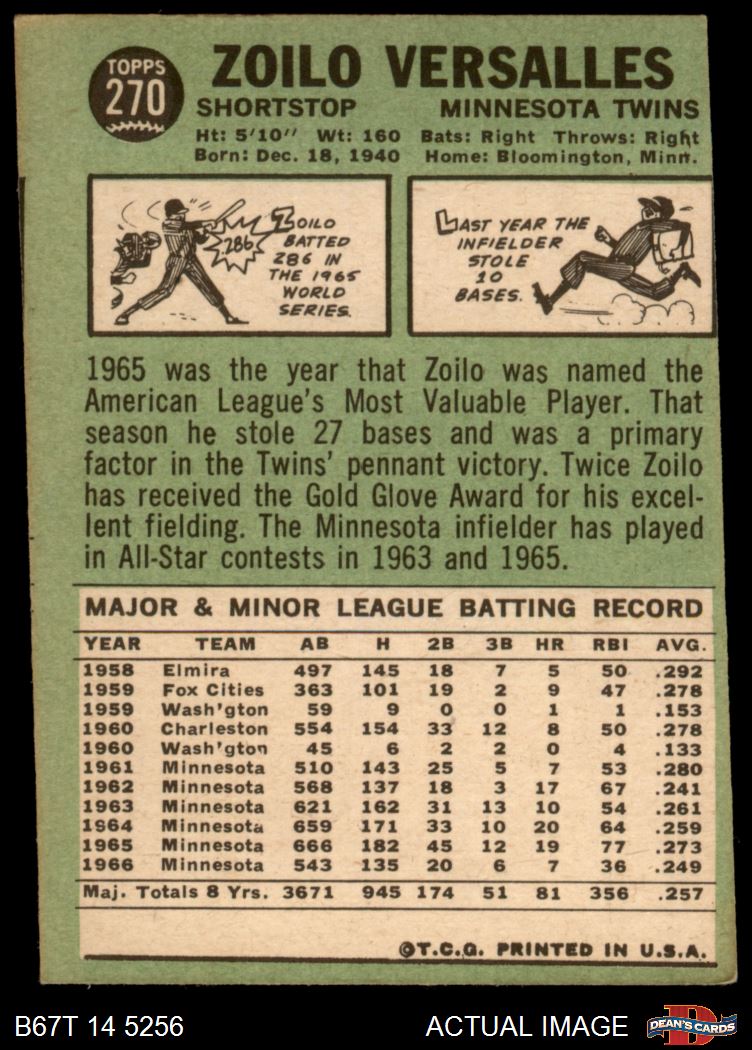 TOPPS
270
ZOILO VERSALLES
SHORTSTOP MINNESOTA TWINS
Ht: 5'10" Wt: 160 Bats: Right Throws: Right
Born: Dec. 18, 1940 Home: Bloomington, Minn.
286
ZOILO
BATTED
286 IN
THE 1965
WORLD
SERIES.
LAST YEAR THE
INFIELDER
STOLE
10
BASES.
1965 was the year that Zoilo was named the
American League's Most Valuable Player. That
season he stole 27 bases and was a primary
factor in the Twins' pennant victory. Twice Zoilo
has received the Gold Glove Award for his excel-
lent fielding. The Minnesota infielder has played
in All-Star contests in 1963 and 1965.
MAJOR & MINOR LEAGUE BATTING RECORD
YEAR TEAM AB H 2B 3B HR RBI AVG.
1958 Elmira 497 145 18 7 5 50 .292
1959 Fox Cities 363 101 19 2 9 47 .278
1959 Wash'gton 59 9 0 0 1 1 .153
1960 Charleston 554 154 33 12 8 50 .278
1960 Wash'gton 45 6 2 2 0 4 .133
1961 Minnesota 510 143 25 5 7 53 .280
1962 Minnesota 568 137 18 3 17 67 .241
1963 Minnesota 621 162 31 13 10 54 .261
1964 Minnesota 659 171 33 10 20 64 .259
1965 Minnesota 666 182 45 12 19 77 .273
1966 Minnesota 543 135 20 6 7 36 .249
Maj. Totals 8 Yrs. 3671 945 174 51 81 356 .257
©T.C.G. PRINTED IN U.S.A.
B67T 14 5256 ACTUAL IMAGE
D
DEAN'S CARDS